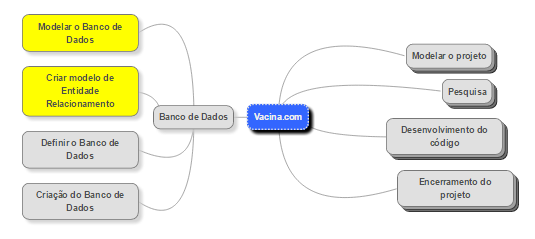 Modelar o Banco de
Dados
Criar modelo de
Entidade
Relacionamento
Definir o Banco de
Dados
Criação do Banco de
Dados
Banco de Dados
Vacina.com
Modelar o projeto
Pesquisa
Desenvolvimento do
código
Encerramento do
projeto